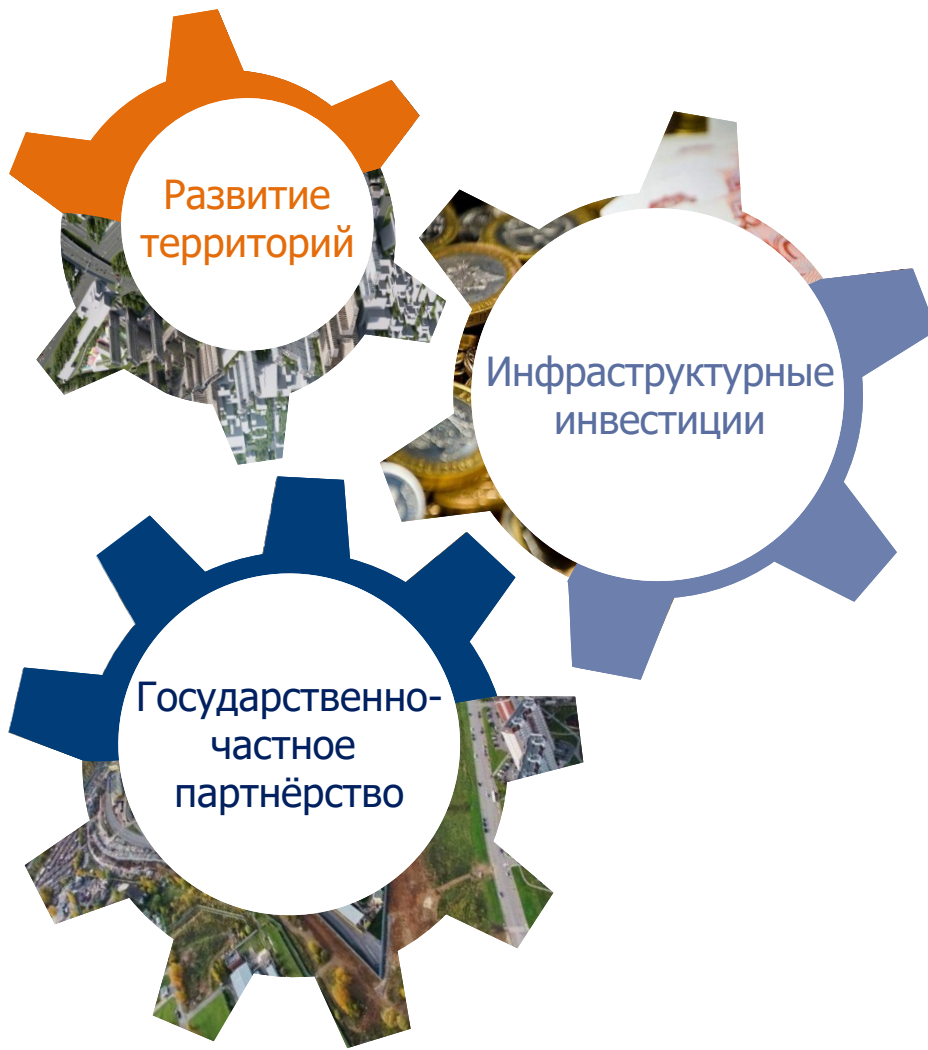 Развитие
территорий
Инфраструктурные
инвестиции
Государственно-
частное
партнёрство